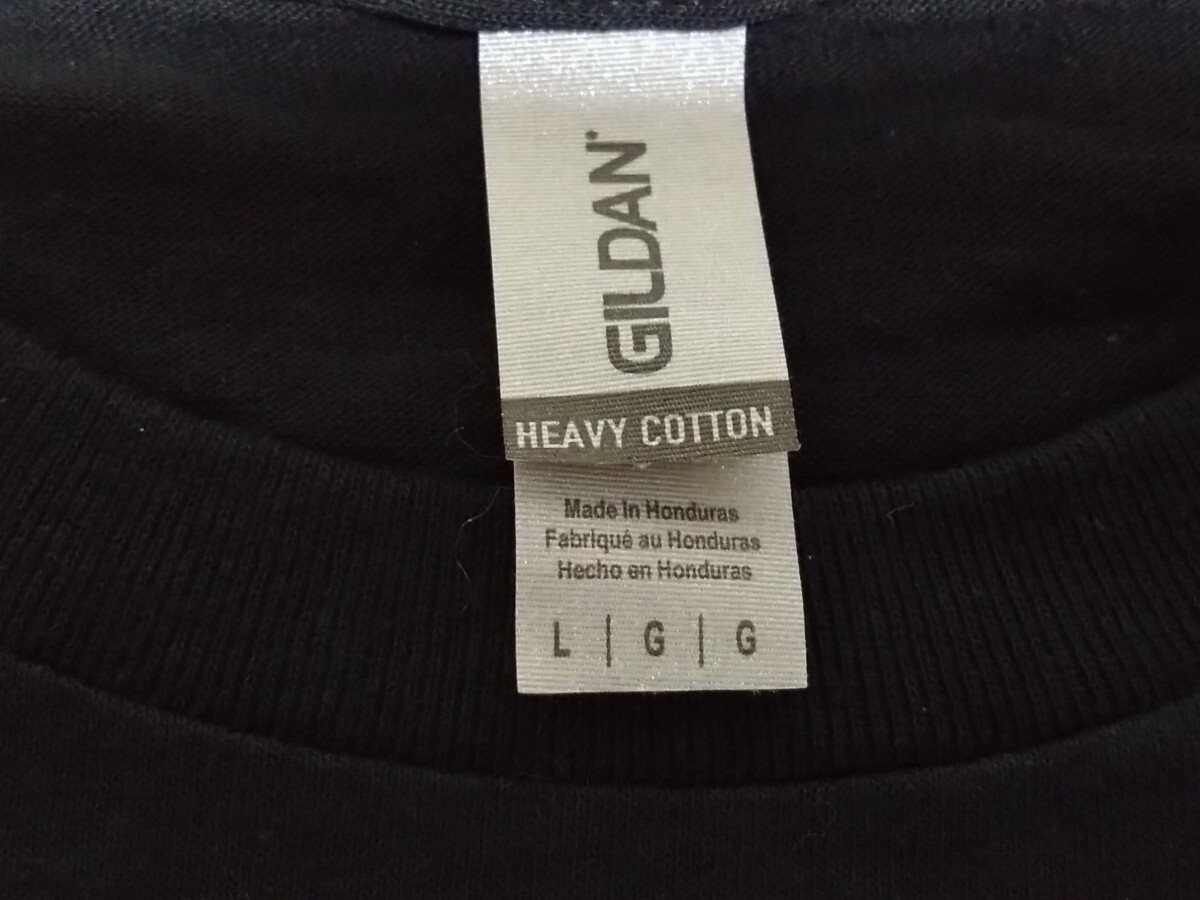 GILDAN®
HEAVY COTTON
Made in Honduras
Fabriqué au Honduras
Hecho en Honduras
L | G | G